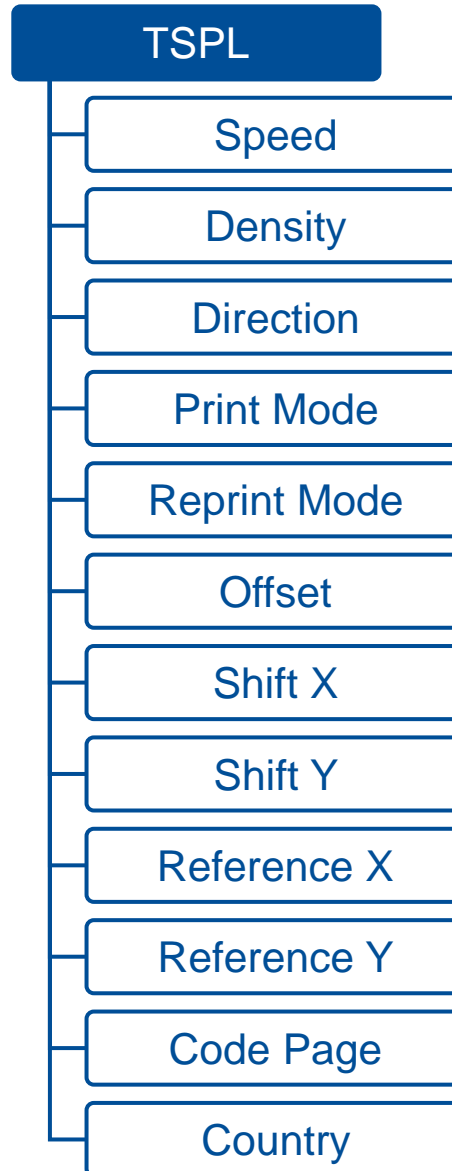 TSPL
Speed
Density
Direction
Print Mode
Reprint Mode
Offset
Shift X
Shift Y
Reference X
Reference Y
Code Page
Country